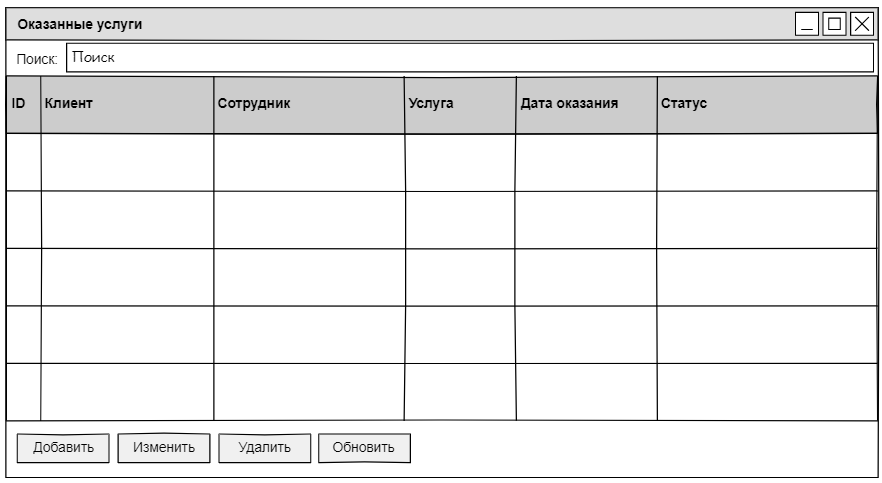 Оказанные услуги
Поиск: Поиск
ID Клиент Сотрудник Услуга Дата оказания Статус
Добавить Изменить Удалить Обновить